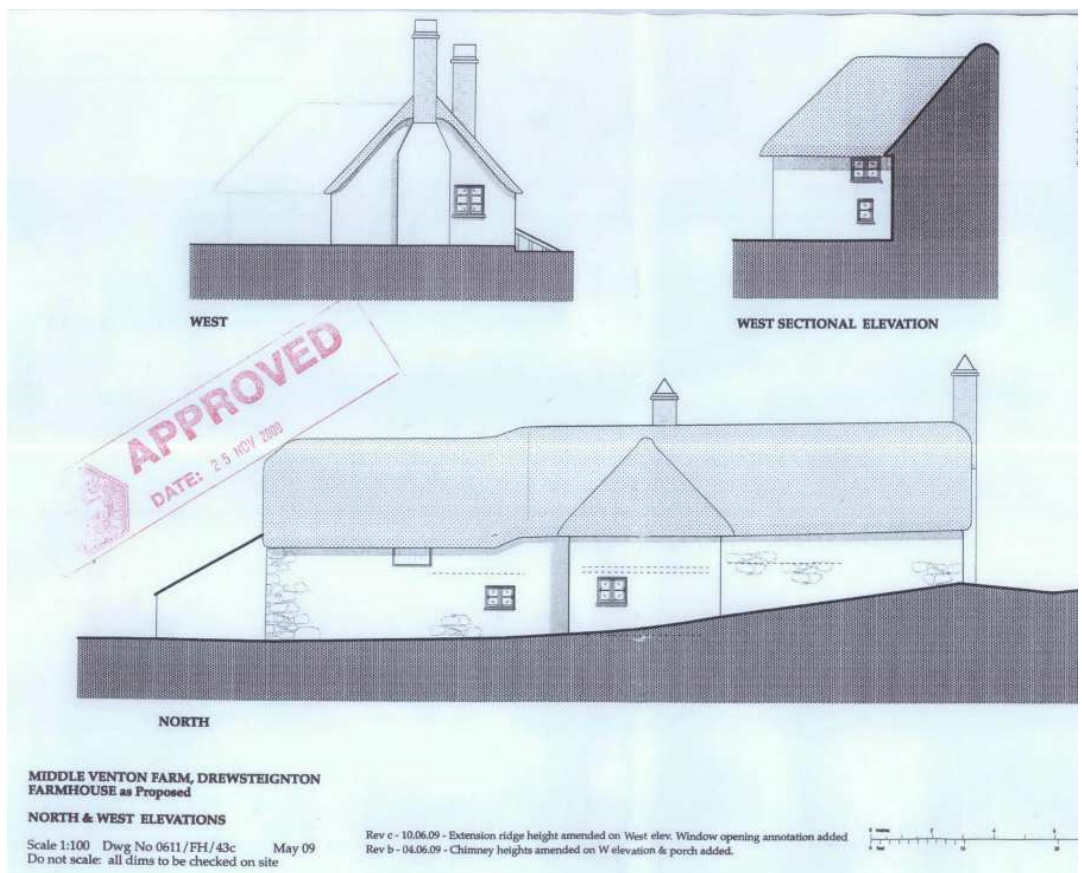 WEST
WEST SECTIONAL ELEVATION
APPROVED
DATE: 25 NOV 2009
NORTH
MIDDLE VENTON FARM, DREWSTEIGNTON
FARMHOUSE as Proposed
NORTH & WEST ELEVATIONS
Scale 1:100 Dwg No 0611/FH/43c May 09
Do not scale: all dims to be checked on site
Rev c - 10.06.09 - Extension ridge height amended on West elev. Window opening annotation added
Rev b - 04.06.09 - Chimney heights amended on W elevation & porch added.